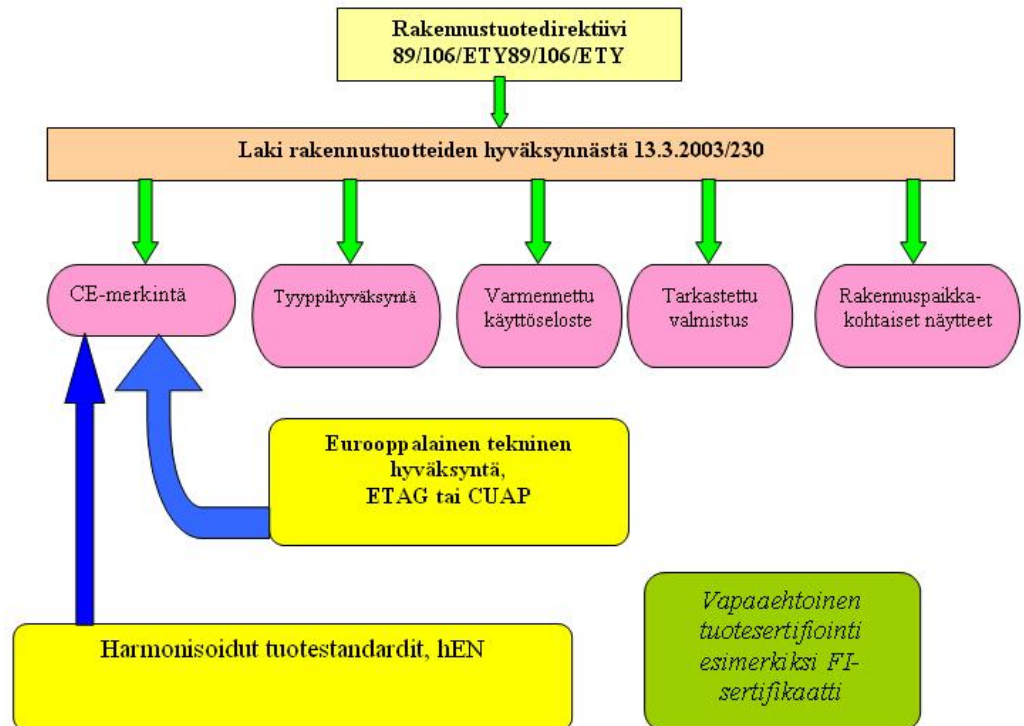 Rakennustuotedirektiivi
89/106/ETY89/106/ETY
Laki rakennustuotteiden hyväksynnästä 13.3.2003/230
CE-merkintä
Tyyppihyväksyntä
Varmennettu
käyttöseloste
Tarkastettu
valmistus
Rakennuspaikka-
kohtaiset näytteet
Eurooppalainen tekninen
hyväksyntä,
ETAG tai CUAP
Harmonisoidut tuotestandardit, hEN
Vapaaehtoinen
tuotesertifiointi
esimerkiksi FI-
sertifikaatti